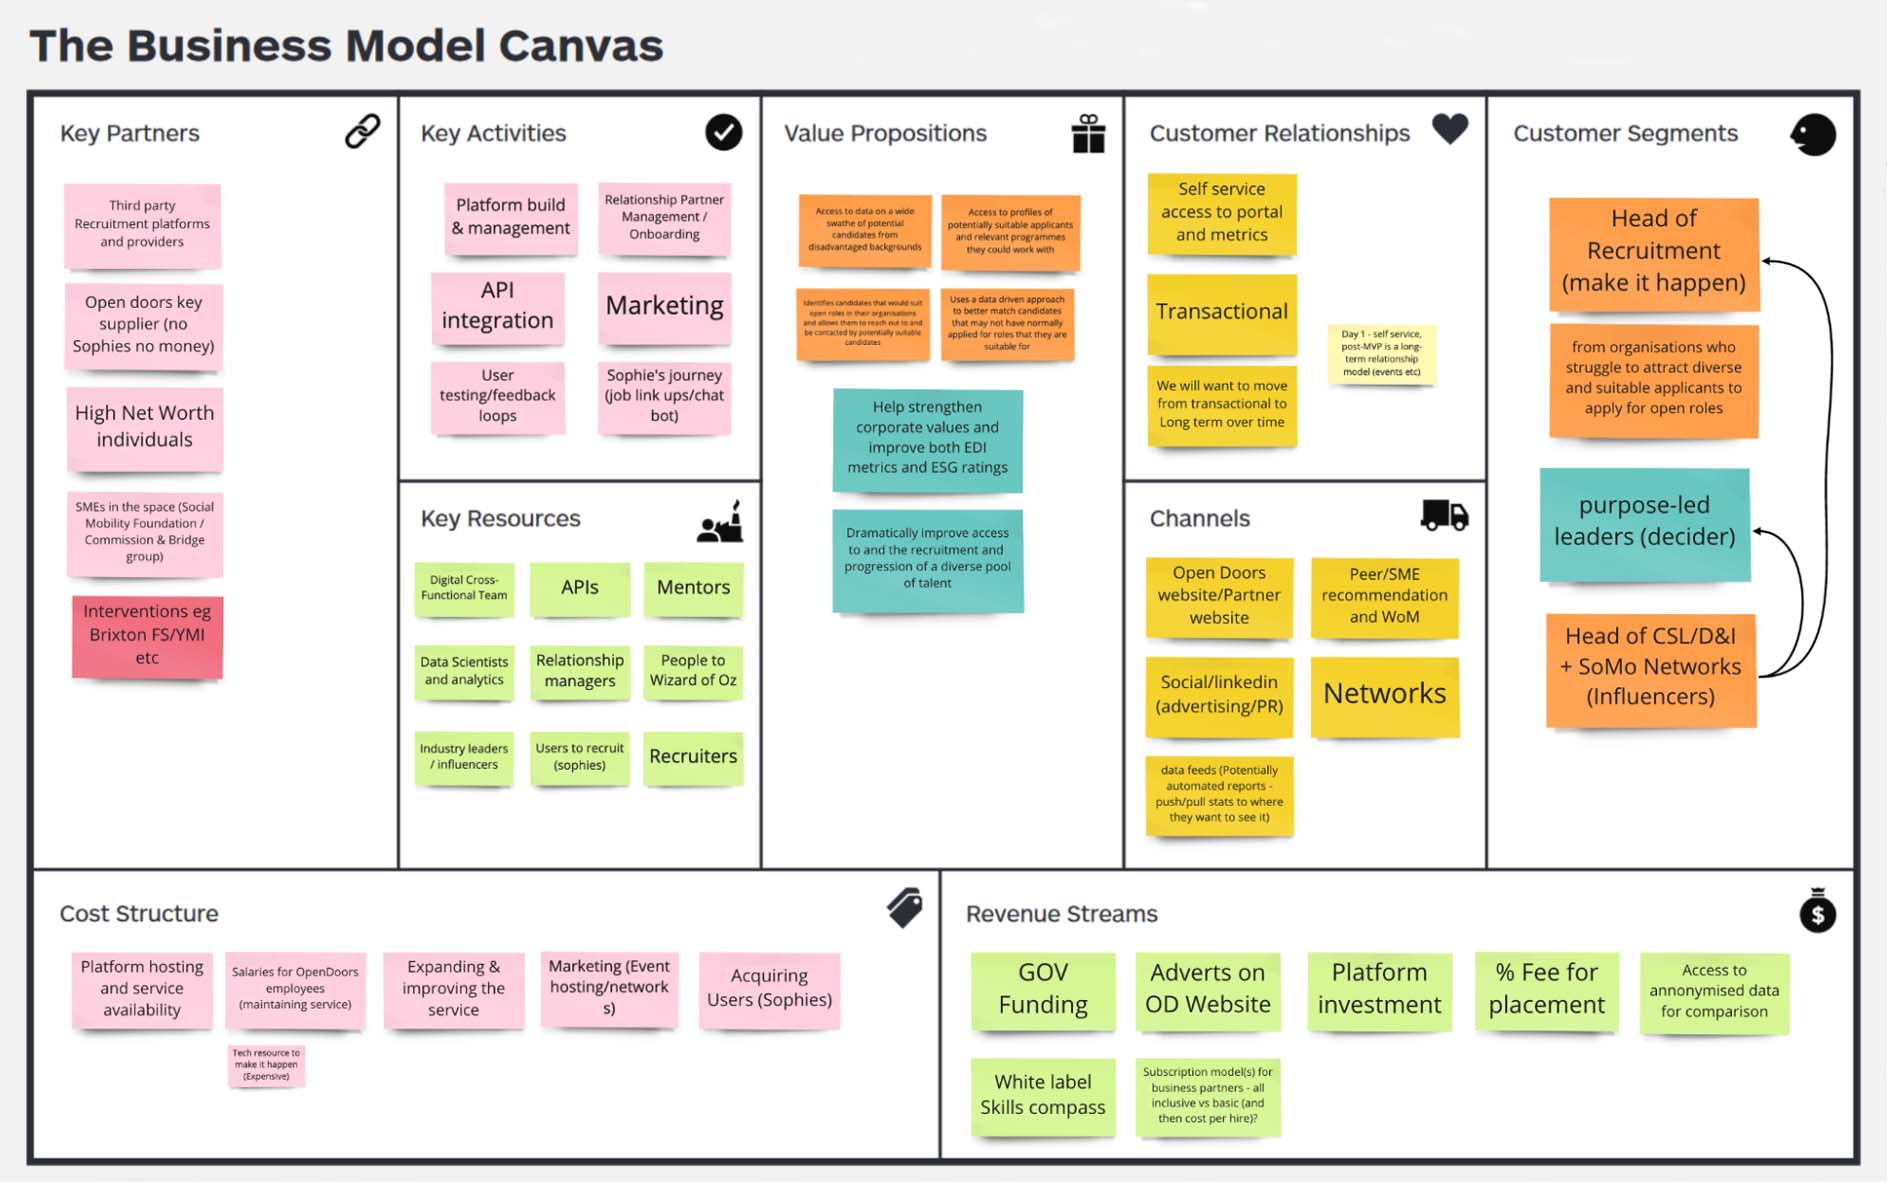 The Business Model Canvas
Key Partners
Third party
Recruitment platforms
and providers
Open doors key
supplier (no
Sophies no money)
High Net Worth
individuals
SMEs in the space (Social
Mobility Foundation /
Commission & Bridge
group)
Interventions eg
Brixton FS/YMI
etc
Key Activities
Platform build
& management
Relationship Partner
Management /
Onboarding
API
integration
Marketing
User
testing/feedback
loops
Sophie's journey
(job link ups/chat
bot)
Key Resources
Digital Cross-
Functional Team
APIs
Mentors
Data Scientists
and analytics
Relationship
managers
People to
Wizard of Oz
Industry leaders
/ influencers
Users to recruit
(sophies)
Recruiters
Value Propositions
Access to data on a wide
swathe of potential
candidates from
disadvantaged backgrounds
Access to profiles of
potentially suitable applicants
and relevant programmes
they could work with
Identifies candidates that would suit
open roles in their organisations
and allows them to reach out to and
be contacted by potentially suitable
candidates
Uses a data driven approach
to better match candidates
that may not have normally
applied for roles that they are
suitable for
Help strengthen
corporate values and
improve both EDI
metrics and ESG ratings
Dramatically improve access
to and the recruitment and
progression of a diverse pool
of talent
Customer Relationships
Self service
access to portal
and metrics
Transactional
Day 1 - self service,
post-MVP is a long-
term relationship
model (events etc)
We will want to move
from transactional to
Long term over time
Channels
Open Doors
website/Partner
website
Peer/SME
recommendation
and WoM
Social/linkedin
(advertising/PR)
Networks
data feeds (Potentially
automated reports -
push/pull stats to where
they want to see it)
Customer Segments
Head of
Recruitment
(make it happen)
from organisations who
struggle to attract diverse
and suitable applicants to
apply for open roles
purpose-led
leaders (decider)
Head of CSL/D&I
+ SoMo Networks
(Influencers)
Cost Structure
Platform hosting
and service
availability
Salaries for OpenDoors
employees
(maintaining service)
Expanding &
improving the
service
Marketing (Event
hosting/network
s)
Acquiring
Users (Sophies)
Tech resource to
make it happen
(Expensive)
Revenue Streams
$
GOV
Funding
Adverts on
OD Website
Platform
investment
% Fee for
placement
Access to
annonymised data
for comparison
White label
Skills compass
Subscription model(s) for
business partners - all
inclusive vs basic (and
then cost per hire)?